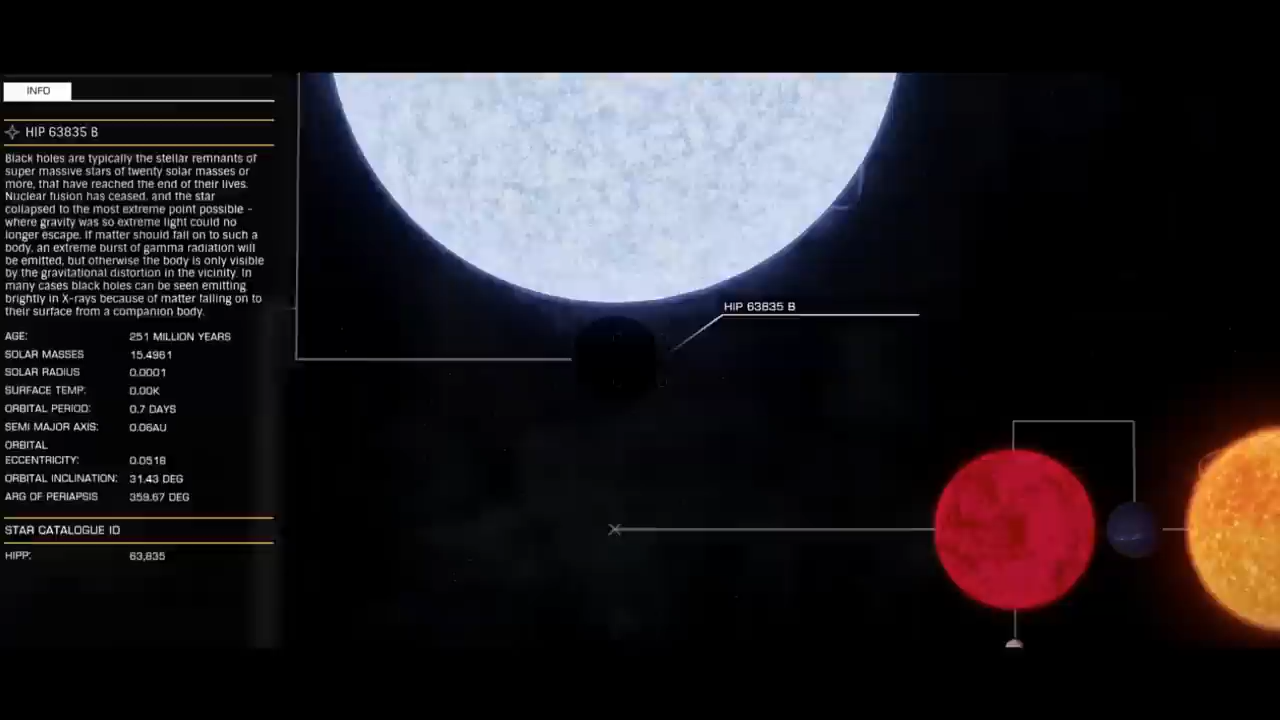 INFO
HIP 63835 B
Black holes are typically the stellar remnants of
super massive stars of twenty solar masses or
more, that have reached the end of their lives.
Nuclear fusion has ceased, and the star
collapsed to the most extreme point possible -
where gravity was so extreme light could no
longer escape. If matter should fall on to such a
body, an extreme burst of gamma radiation will
be emitted, but otherwise the body is only visible
by the gravitational distortion in the vicinity. In
many cases black holes can be seen emitting
brightly in X-rays because of matter falling on to
their surface from a companion body.
AGE: 251 MILLION YEARS
SOLAR MASSES 15.4961
SOLAR RADIUS 0.0001
SURFACE TEMP: 0.00K
ORBITAL PERIOD: 0.7 DAYS
SEMI MAJOR AXIS: 0.06AU
ORBITAL
ECCENTRICITY: 0.0516
ORBITAL INCLINATION: 31.43 DEG
ARG OF PERIAPSIS 359.67 DEG
STAR CATALOGUE ID
HIPP: 63,835
HIP 63835 B